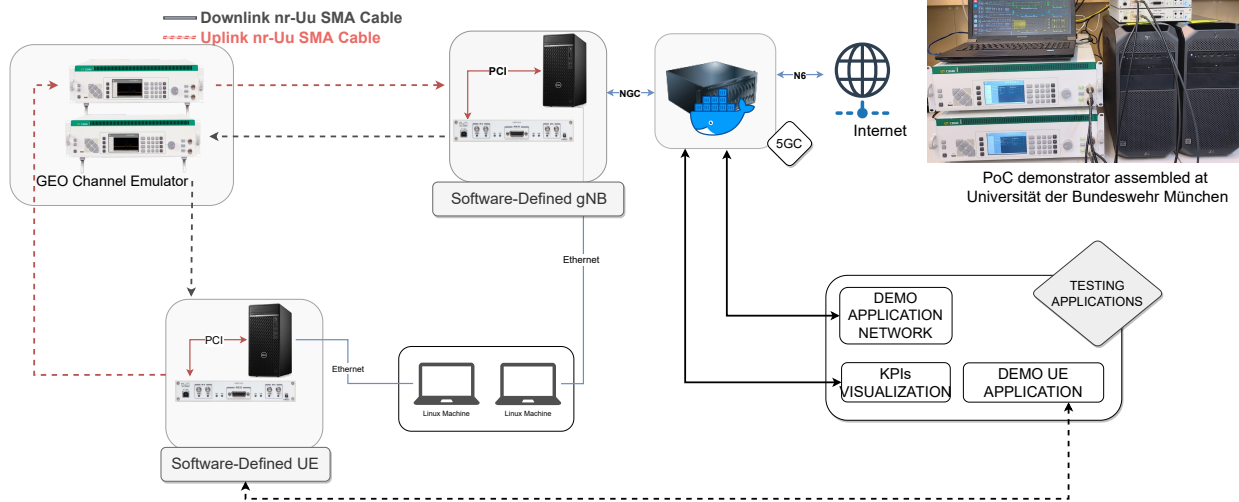 Downlink nr-Uu SMA Cable
Uplink nr-Uu SMA Cable
GEO Channel Emulator
PCI
Software-Defined gNB
NGC
N6
Internet
5GC
PoC demonstrator assembled at
Universität der Bundeswehr München
Ethernet
TESTING
APPLICATIONS
DEMO
APPLICATION
NETWORK
KPIs
VISUALIZATION
DEMO UE
APPLICATION
PCI
Ethernet
Linux Machine
Linux Machine
Software-Defined UE